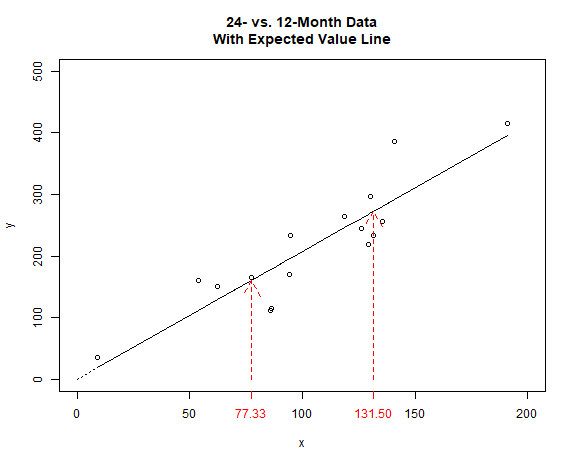 24- vs. 12-Month Data
With Expected Value Line
500
400
300
200
100
0
y
0 50 77.33 100 131.50 150 200
x